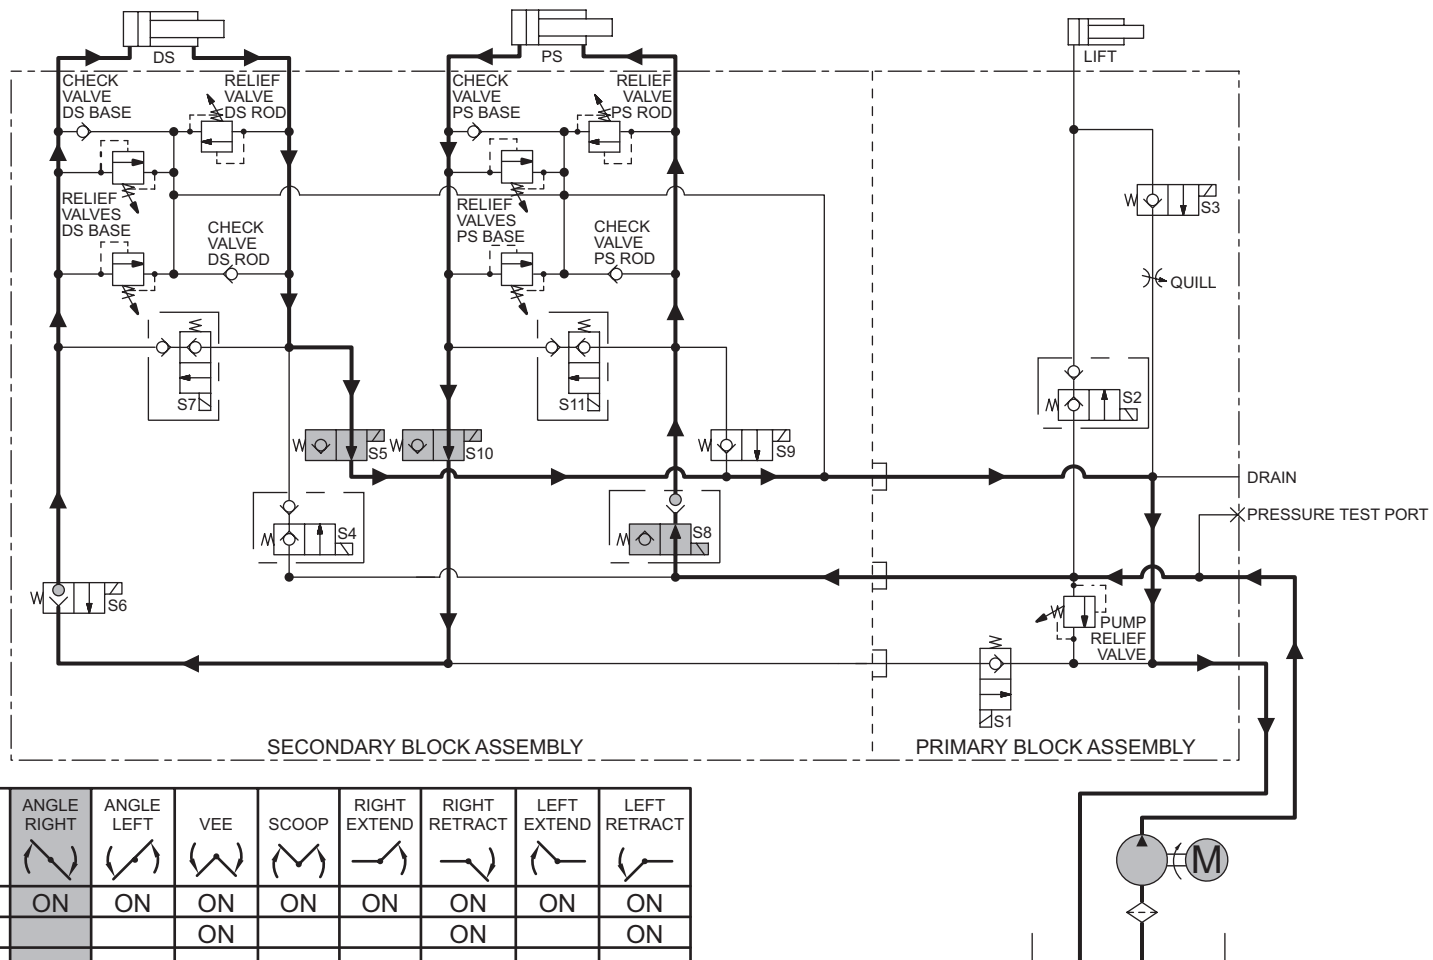 DS
PS
LIFT
CHECK
VALVE
DS BASE
RELIEF
VALVE
DS ROD
CHECK
VALVE
PS BASE
RELIEF
VALVE
PS ROD
RELIEF
VALVES
DS BASE
CHECK
VALVE
DS ROD
RELIEF
VALVES
PS BASE
CHECK
VALVE
PS ROD
S3
QUILL
S7
S11
S2
S5
S10
S9
DRAIN
PRESSURE TEST PORT
S4
S8
S6
PUMP
RELIEF
VALVE
S1
SECONDARY BLOCK ASSEMBLY
PRIMARY BLOCK ASSEMBLY
ANGLE
RIGHT
ANGLE
LEFT
VEE
SCOOP
RIGHT
EXTEND
RIGHT
RETRACT
LEFT
EXTEND
LEFT
RETRACT
M
ON ON ON ON ON ON ON ON
ON ON ON